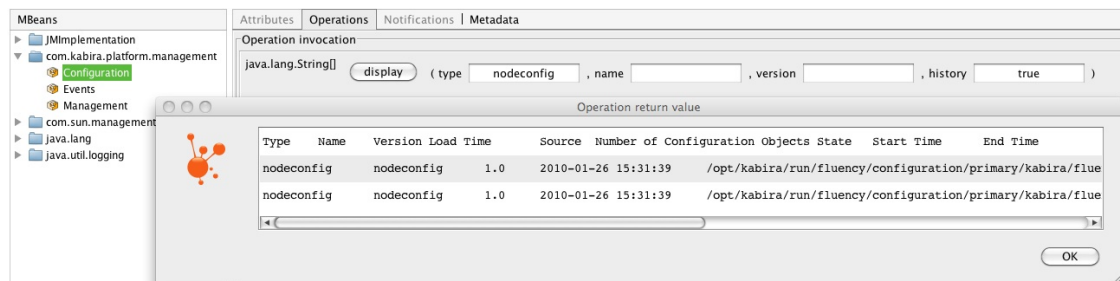 MBeans
JMImplementation
com.kabira.platform.management
Configuration
Events
Management
com.sun.management
java.lang
java.util.logging
Attributes Operations Notifications Metadata
Operation invocation
java.lang.String[] display ( type nodeconfig , name , version , history true )
Operation return value
Type Name Version Load Time Source Number of Configuration Objects State Start Time End Time
nodeconfig nodeconfig 1.0 2010-01-26 15:31:39 /opt/kabira/run/fluency/configuration/primary/kabira/flue
nodeconfig nodeconfig 1.0 2010-01-26 15:31:39 /opt/kabira/run/fluency/configuration/primary/kabira/flue
OK